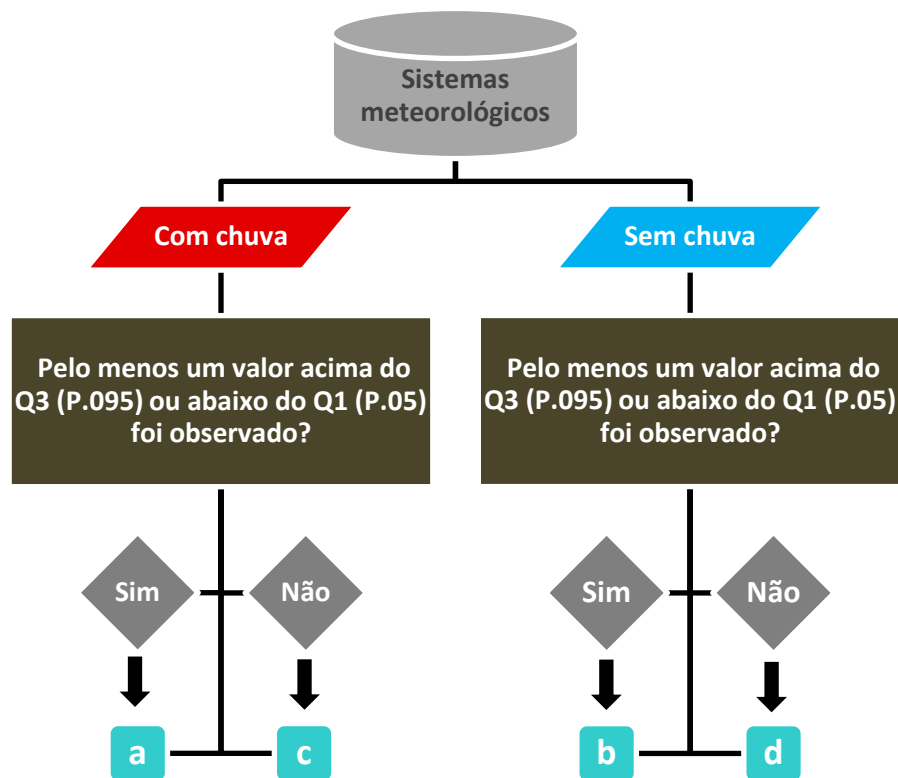 Sistemas
meteorológicos
Com chuva
Sem chuva
Pelo menos um valor acima do
Q3 (P.095) ou abaixo do Q1 (P.05)
foi observado?
Pelo menos um valor acima do
Q3 (P.095) ou abaixo do Q1 (P.05)
foi observado?
Sim
Não
Sim
Não
a
c
b
d